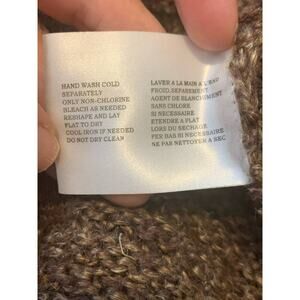 HAND WASH COLD
SEPARATELY
ONLY NON-CHLORINE
BLEACH AS NEEDED
RESHAPE AND LAY
FLAT TO DRY
COOL IRON IF NEEDED
DO NOT DRY CLEAN
LAVER A LA MAIN A L'EAU
FROID, SEPAREMENT
AGENT DE BLANCHIMENT
SANS CHLORE
SI NECESSAIRE
ETENDRE A FLAT
LORS DU SECHAGE
FER BAS SI NECESSAIRE
NE PAS NETTOYER A SEC